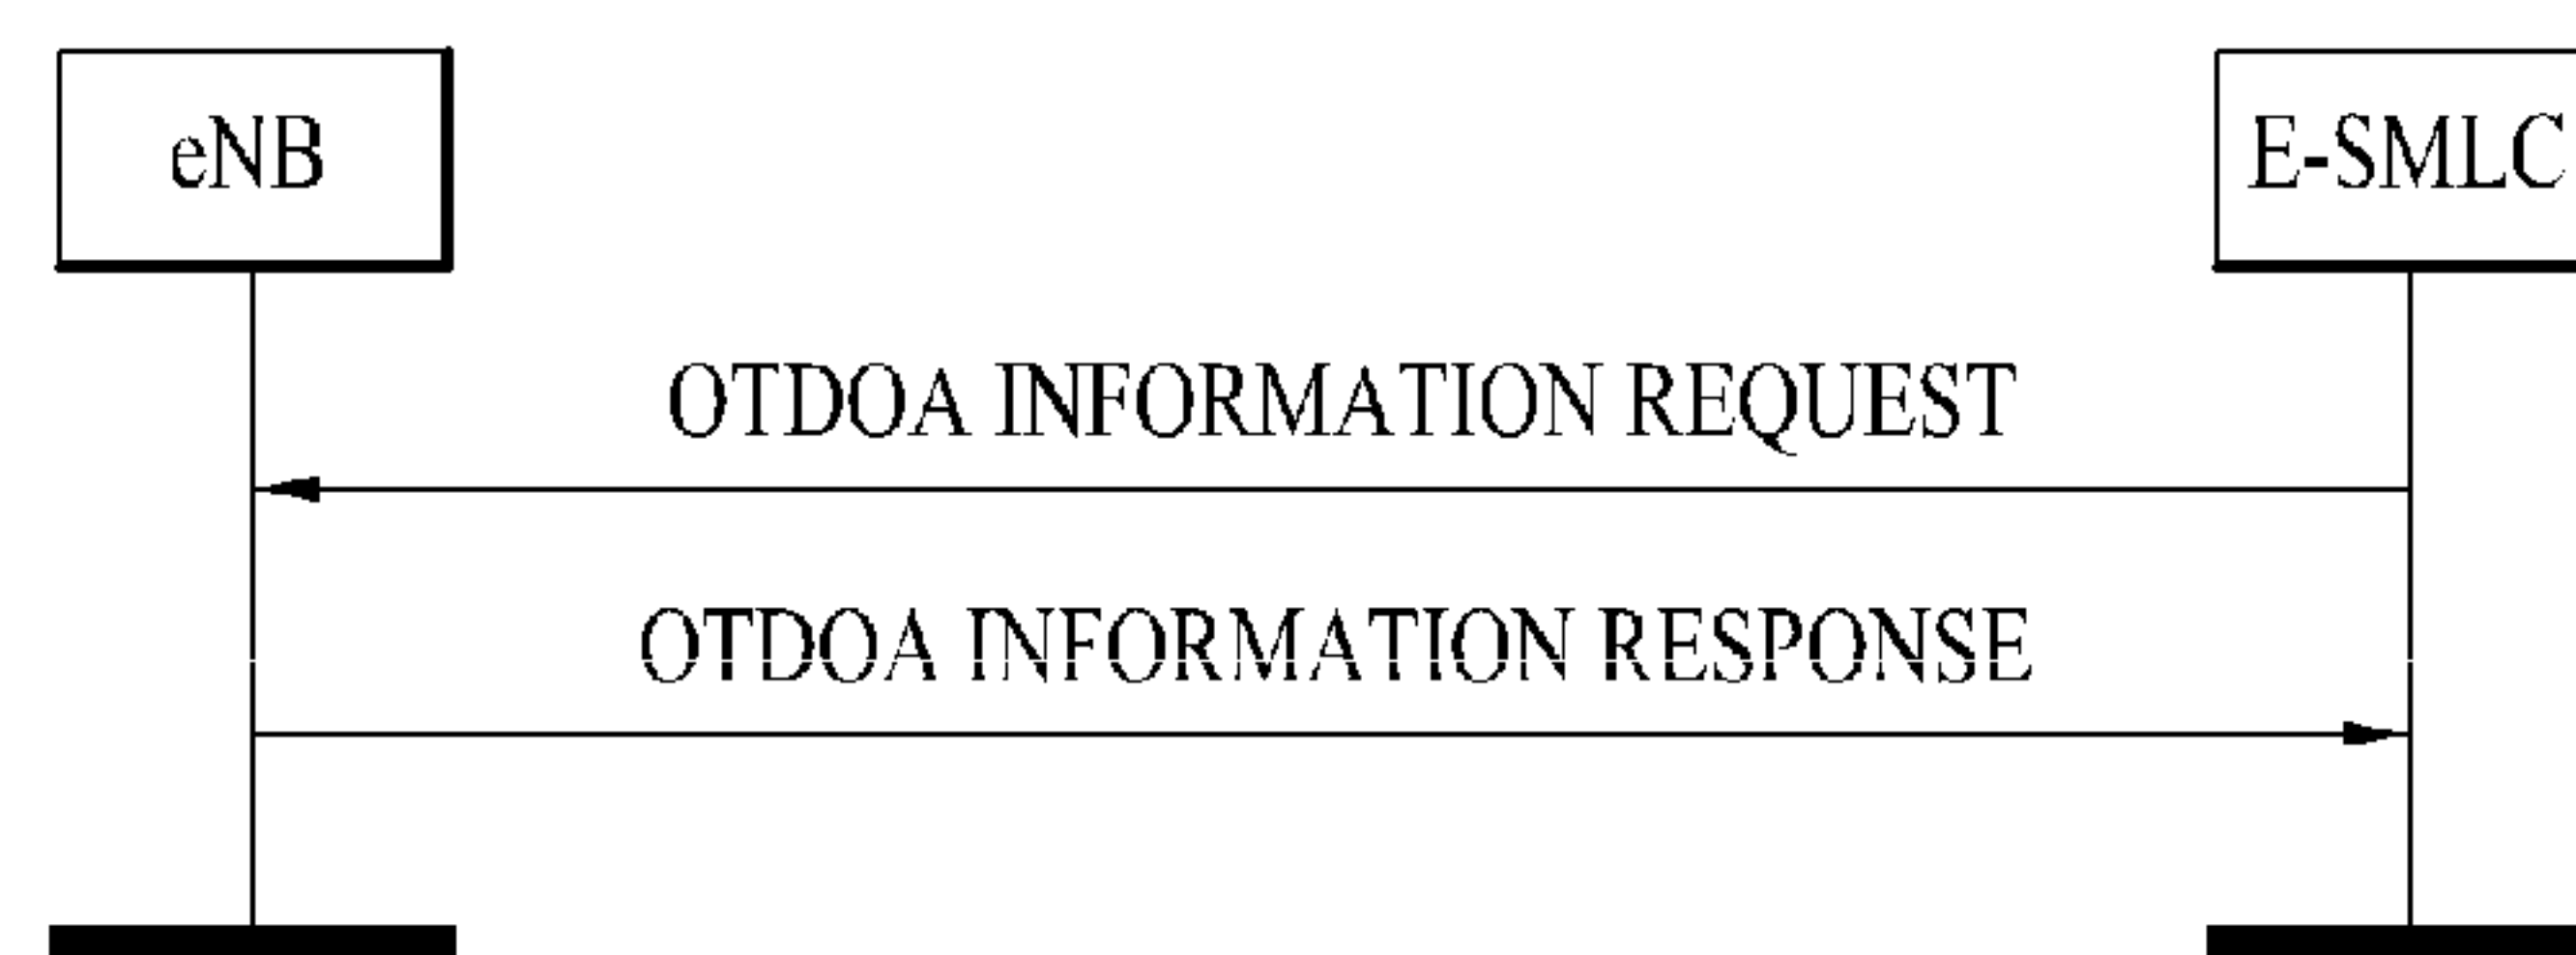 eNB
E-SMLC
OTDOA INFORMATION REQUEST
OTDOA INFORMATION RESPONSE